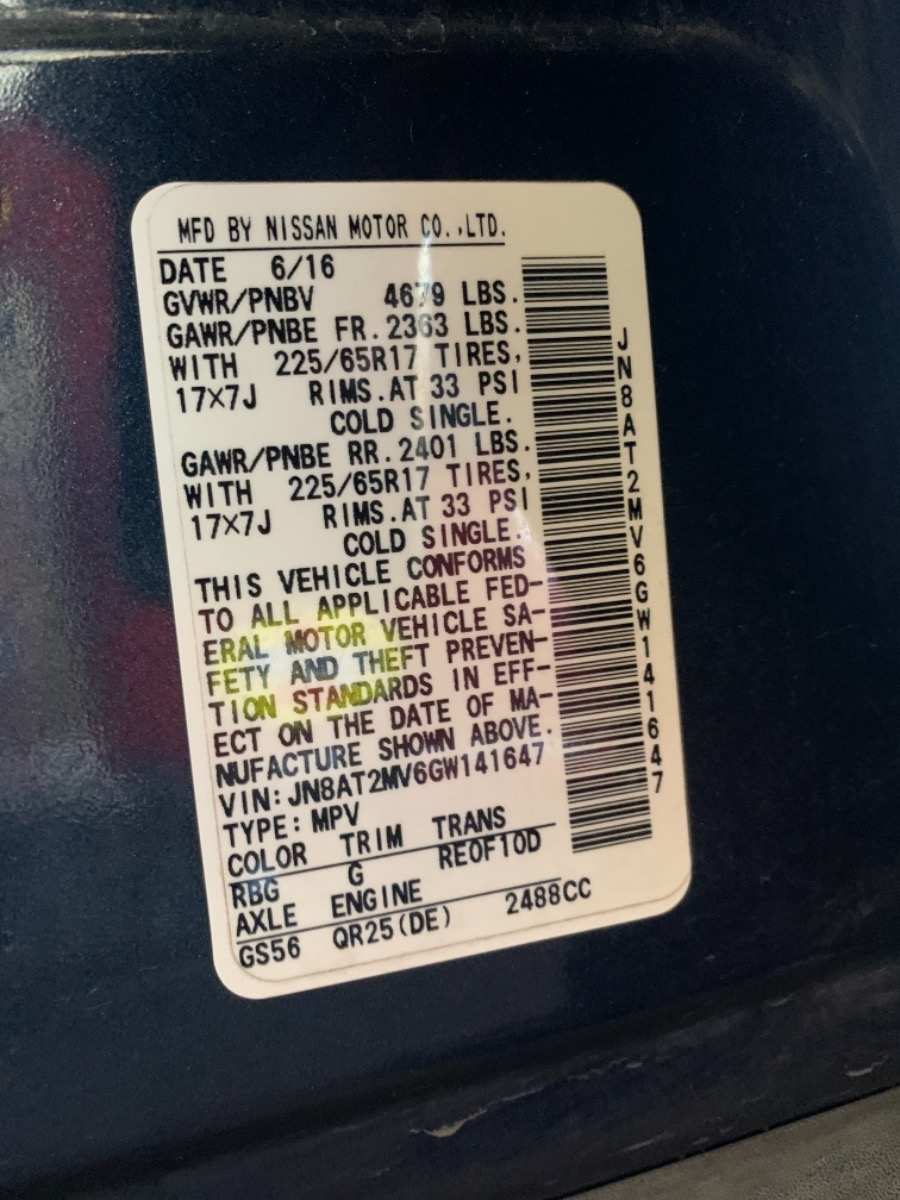 MFD BY NISSAN MOTOR CO.,LTD.
DATE 6/16
GVWR/PNBV 4679 LBS.
GAWR/PNBE FR. 2363 LBS.
WITH 225/65R17 TIRES,
17×7J RIMS.AT 33 PSI
COLD SINGLE.
GAWR/PNBE RR. 2401 LBS.
WITH 225/65R17 TIRES,
17×7J RIMS.AT 33 PSI
COLD SINGLE.
THIS VEHICLE CONFORMS
TO ALL APPLICABLE FED-
ERAL MOTOR VEHICLE SA-
FETY AND THEFT PREVEN-
TION STANDARDS IN EFF-
ECT ON THE DATE OF MA-
NUFACTURE SHOWN ABOVE.
VIN: JN8AT2MV6GW141647
TYPE: MPV
COLOR TRIM TRANS
RBG G REOF10D
AXLE ENGINE
GS56 QR25(DE) 2488CC
JN8AT2MV6GW141647